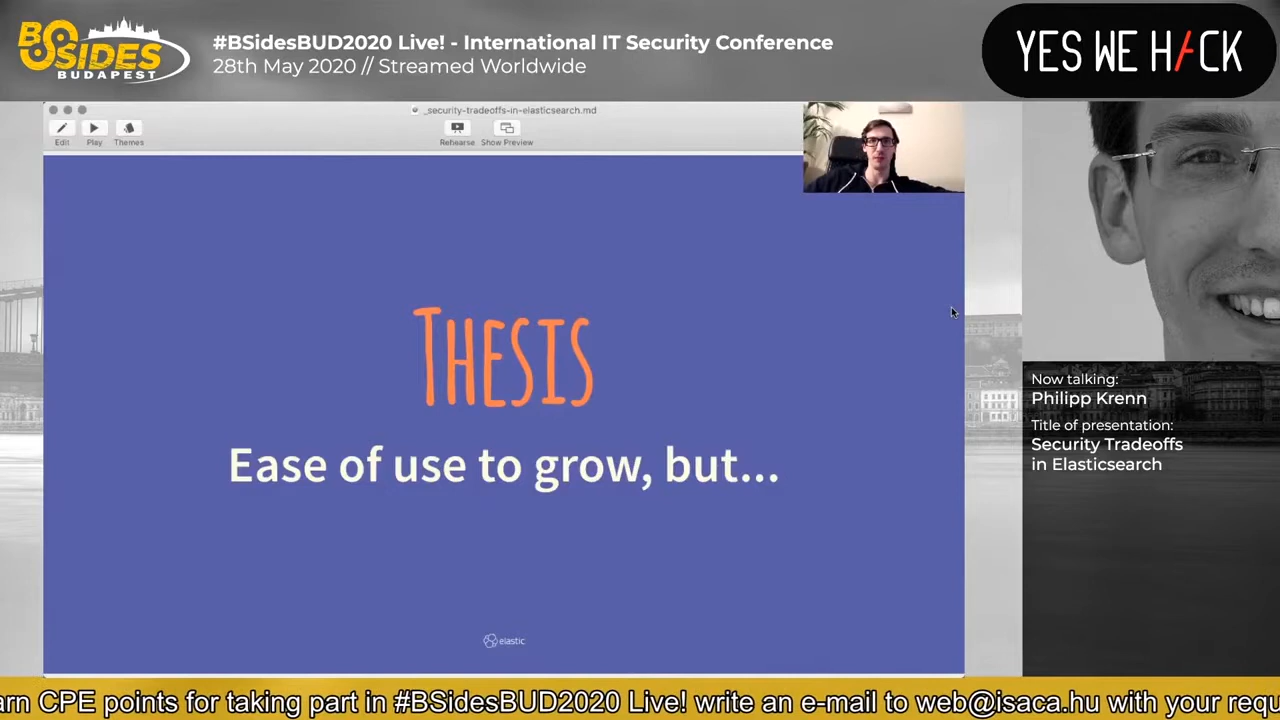 BSIDES
BUDAPEST
#BSidesBUD2020 Live! - International IT Security Conference
28th May 2020 // Streamed Worldwide
YES WE H/CK
_security-tradeoffs-in-elasticsearch.md
Edit Play Themes
Rehearse Show Preview
THESIS
Ease of use to grow, but...
elastic
Now talking:
Philipp Krenn
Title of presentation:
Security Tradeoffs
in Elasticsearch
arn CPE points for taking part in #BSidesBUD2020 Live! write an e-mail to web@isaca.hu with your requ